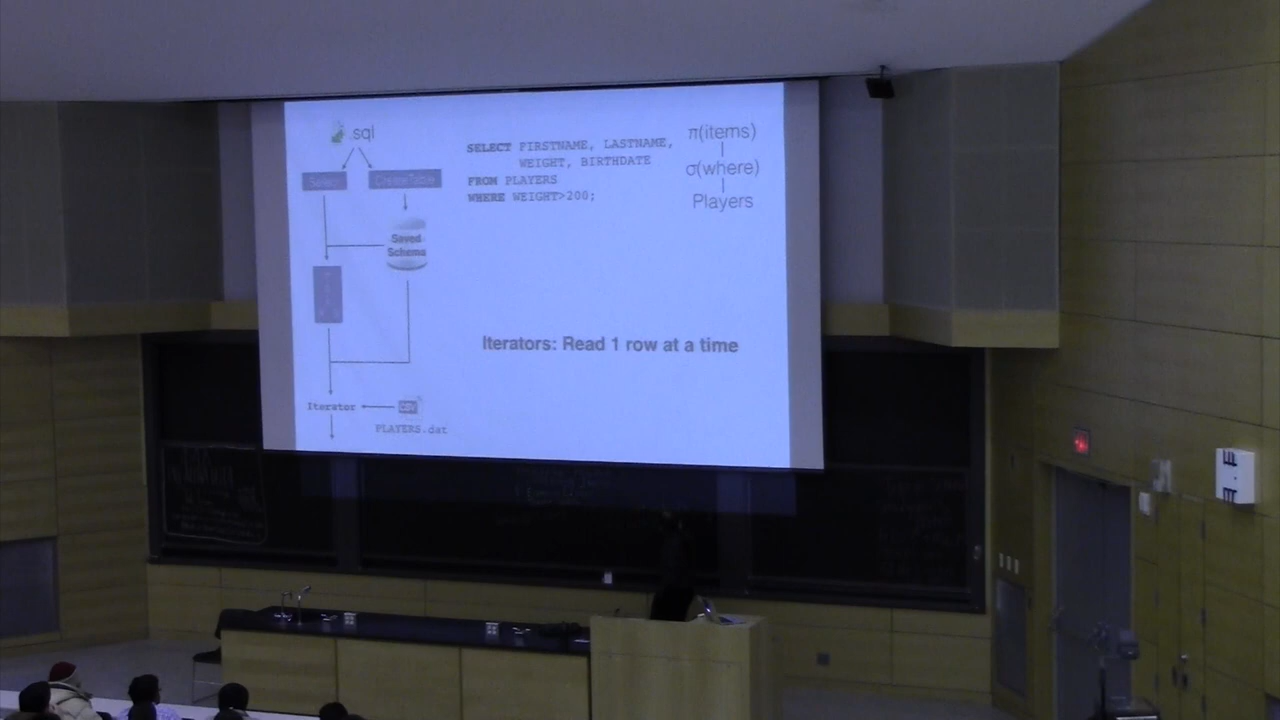 .sql
Select
CreateTable
Saved
Schema
Iterator
CSV
PLAYERS.dat
SELECT FIRSTNAME, LASTNAME,
WEIGHT, BIRTHDATE
FROM PLAYERS
WHERE WEIGHT>200;
π(items)
σ(where)
Players
Iterators: Read 1 row at a time